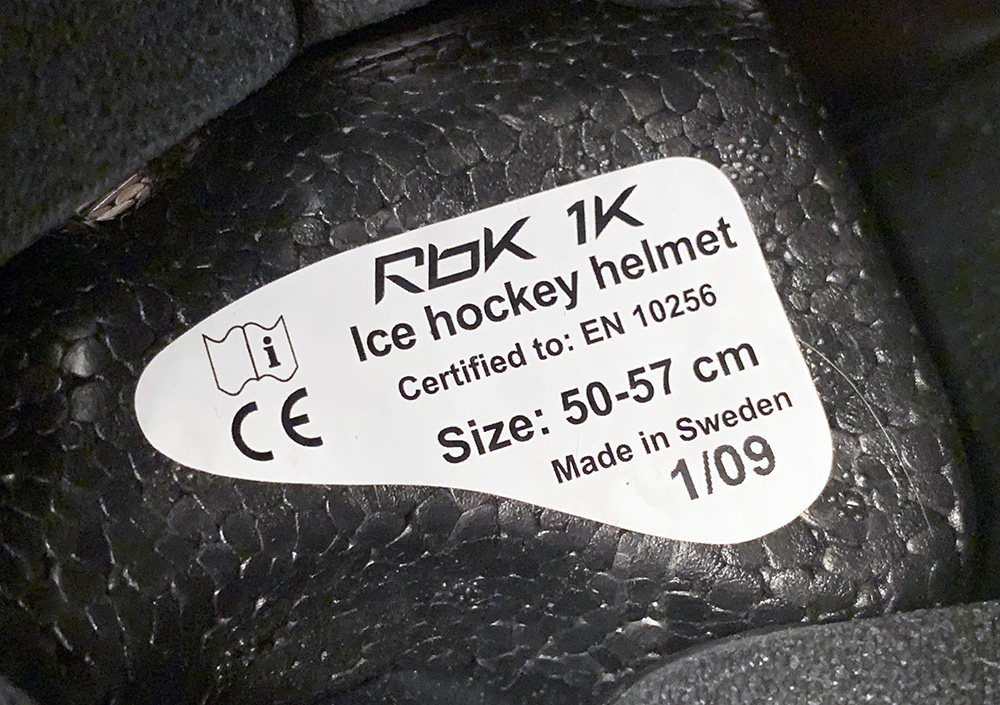 RbK 1K
Ice hockey helmet
Certified to: EN 10256
Size: 50-57 cm
Made in Sweden
1/09
i
CE